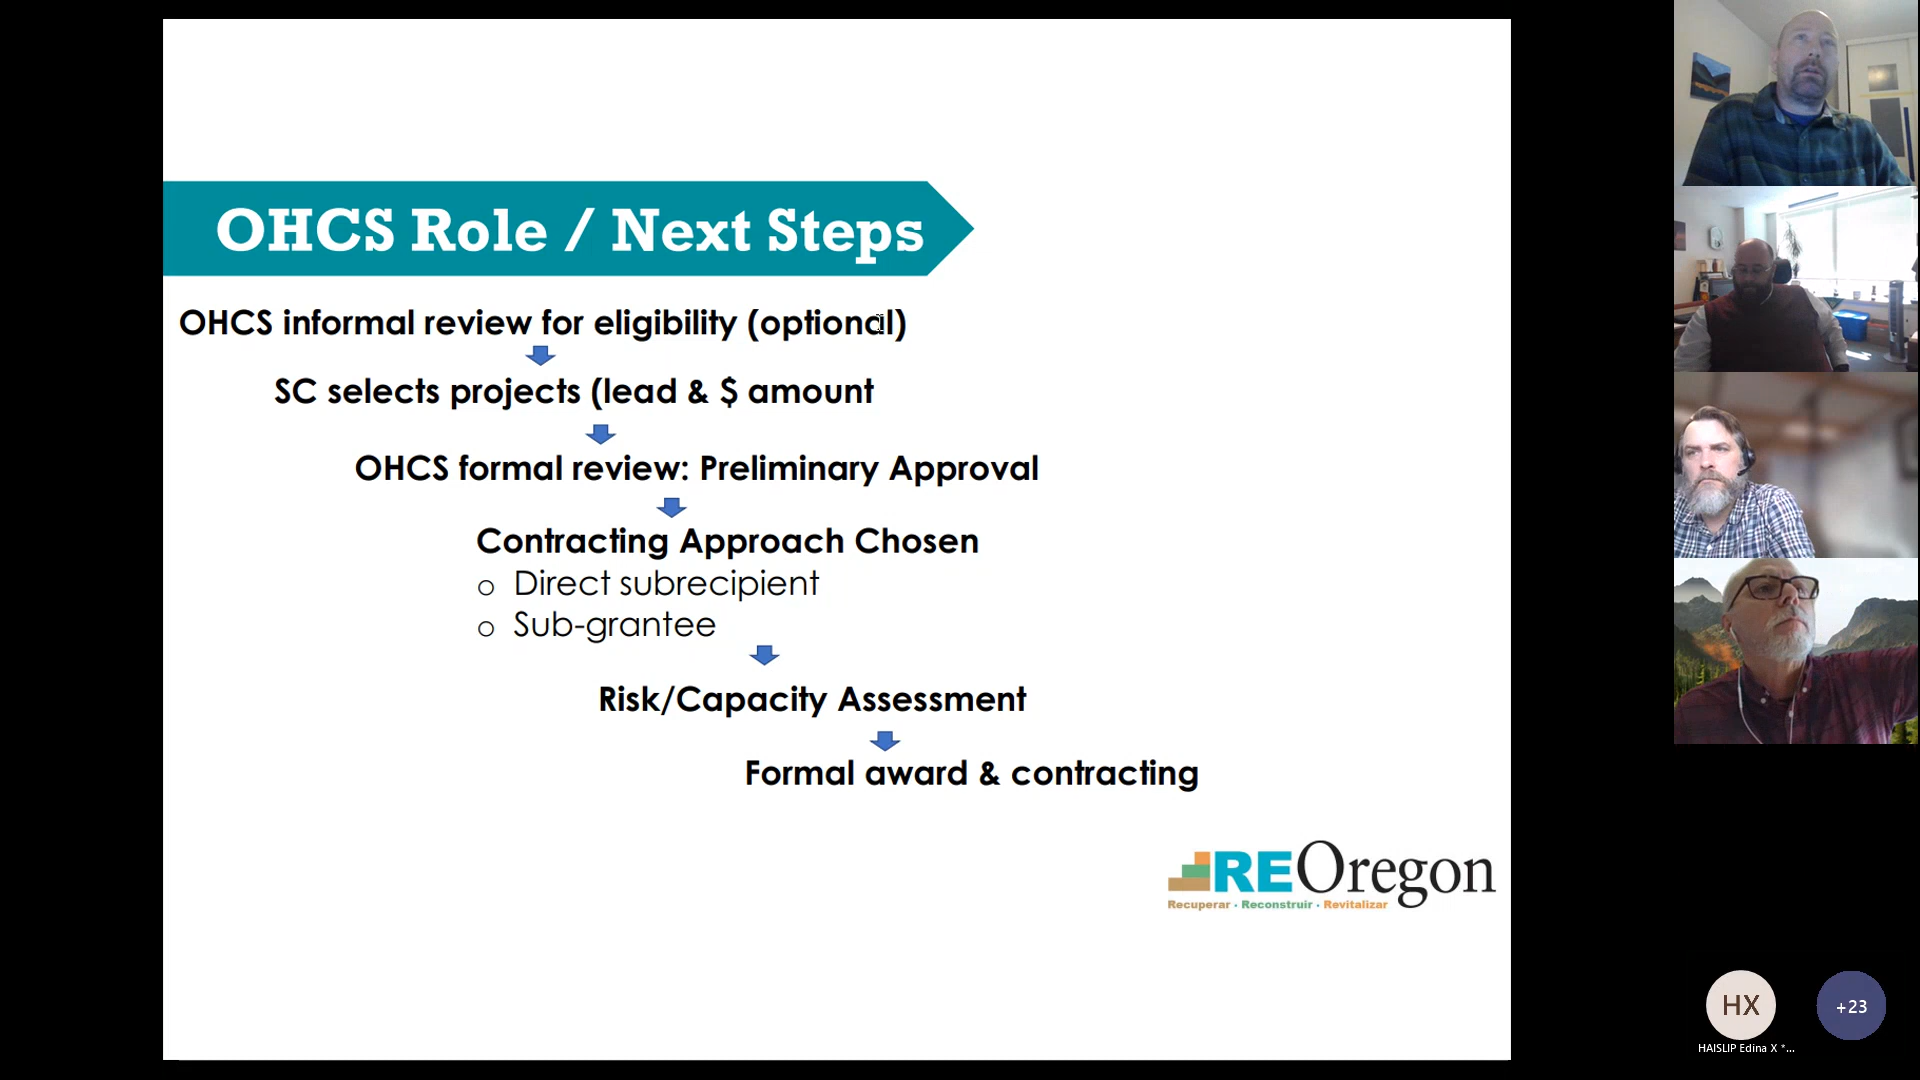 OHCS Role / Next Steps
OHCS informal review for eligibility (optional)
SC selects projects (lead & $ amount
OHCS formal review: Preliminary Approval
Contracting Approach Chosen
o Direct subrecipient
o Sub-grantee
Risk/Capacity Assessment
Formal award & contracting
REOregon
Recuperar · Reconstruir · Revitalizar
HX
+23
HAISLIP Edina X *...